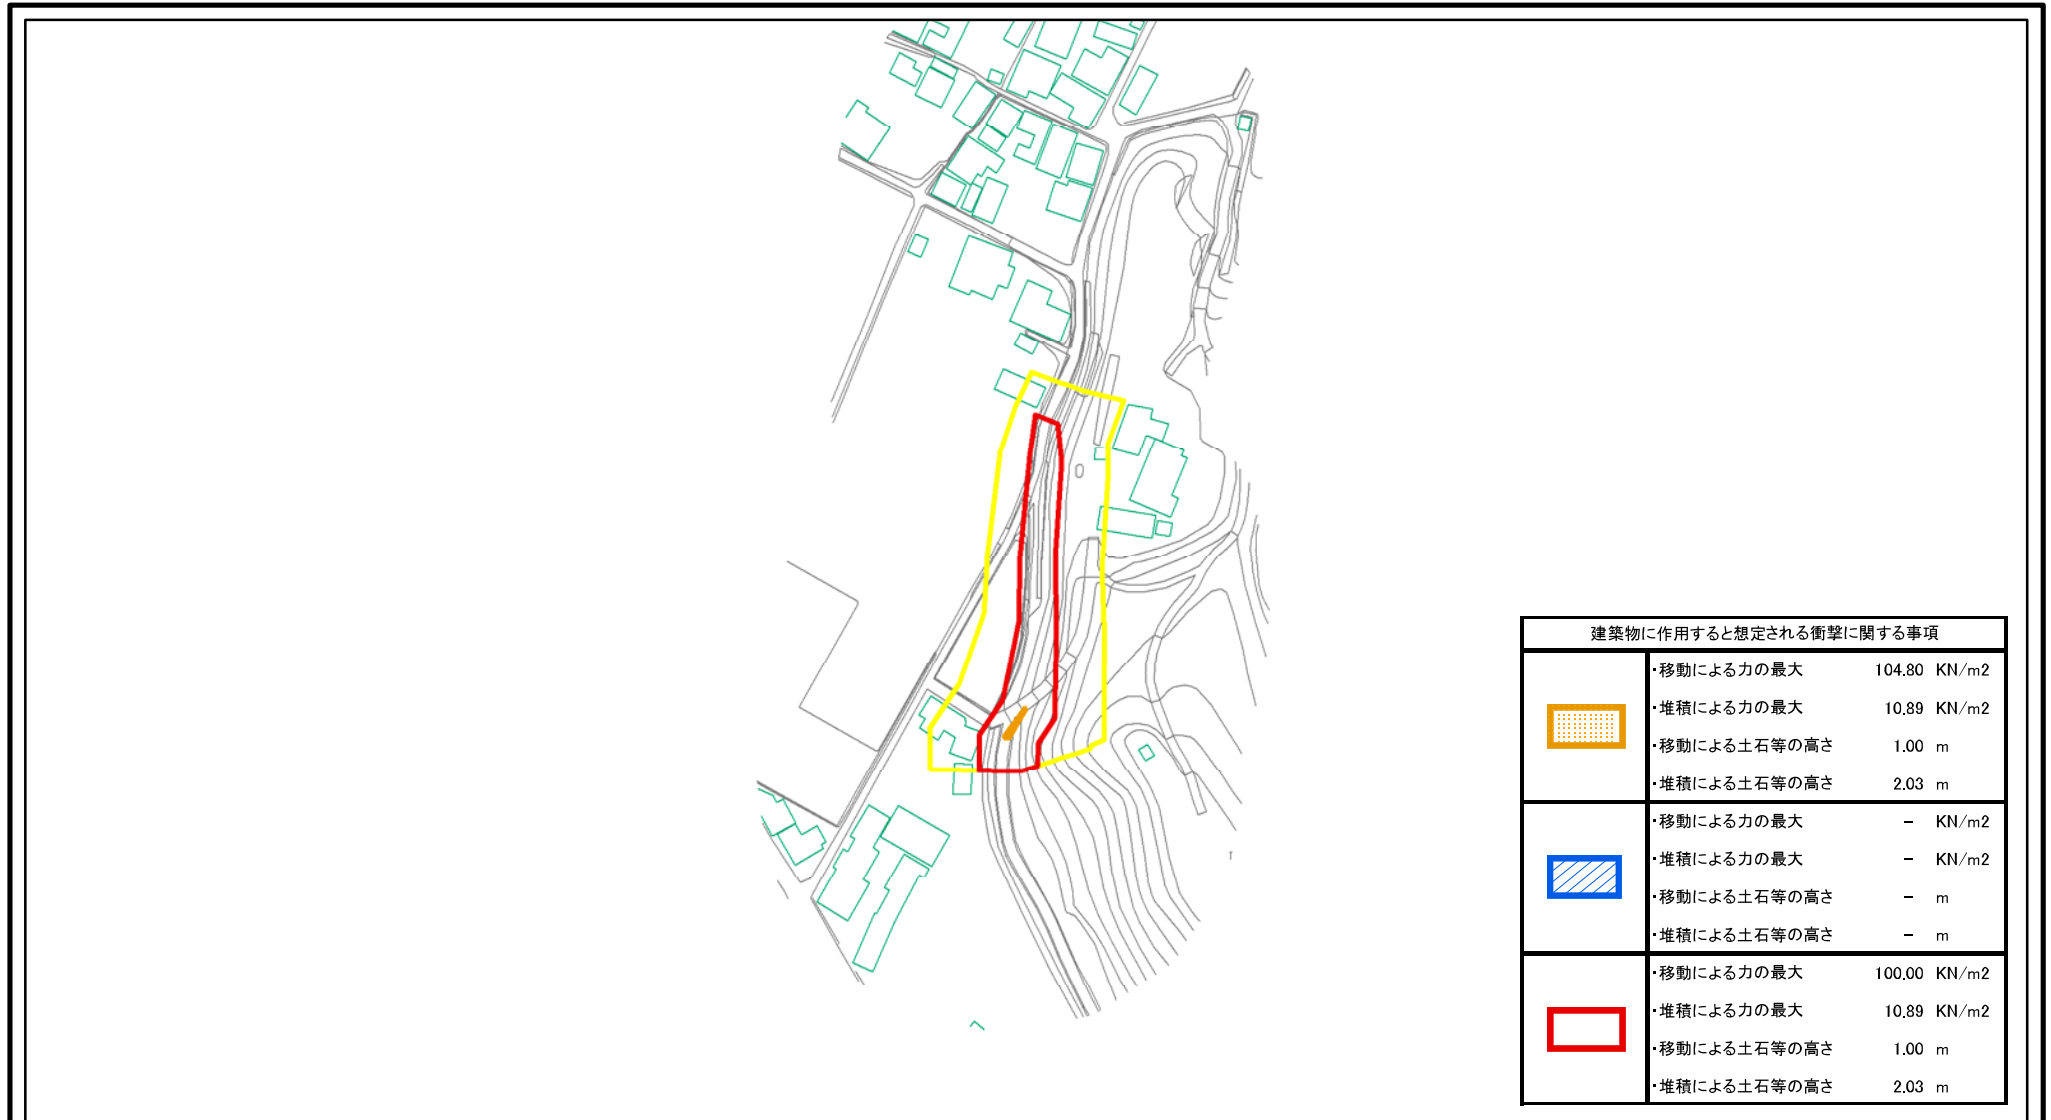 建築物に作用すると想定される衝撃に関する事項
・移動による力の最大 104.80 KN/m2
・堆積による力の最大 10.89 KN/m2
・移動による土石等の高さ 1.00 m
・堆積による土石等の高さ 2.03 m
・移動による力の最大 - KN/m2
・堆積による力の最大 - KN/m2
・移動による土石等の高さ - m
・堆積による土石等の高さ - m
・移動による力の最大 100.00 KN/m2
・堆積による力の最大 10.89 KN/m2
・移動による土石等の高さ 1.00 m
・堆積による土石等の高さ 2.03 m